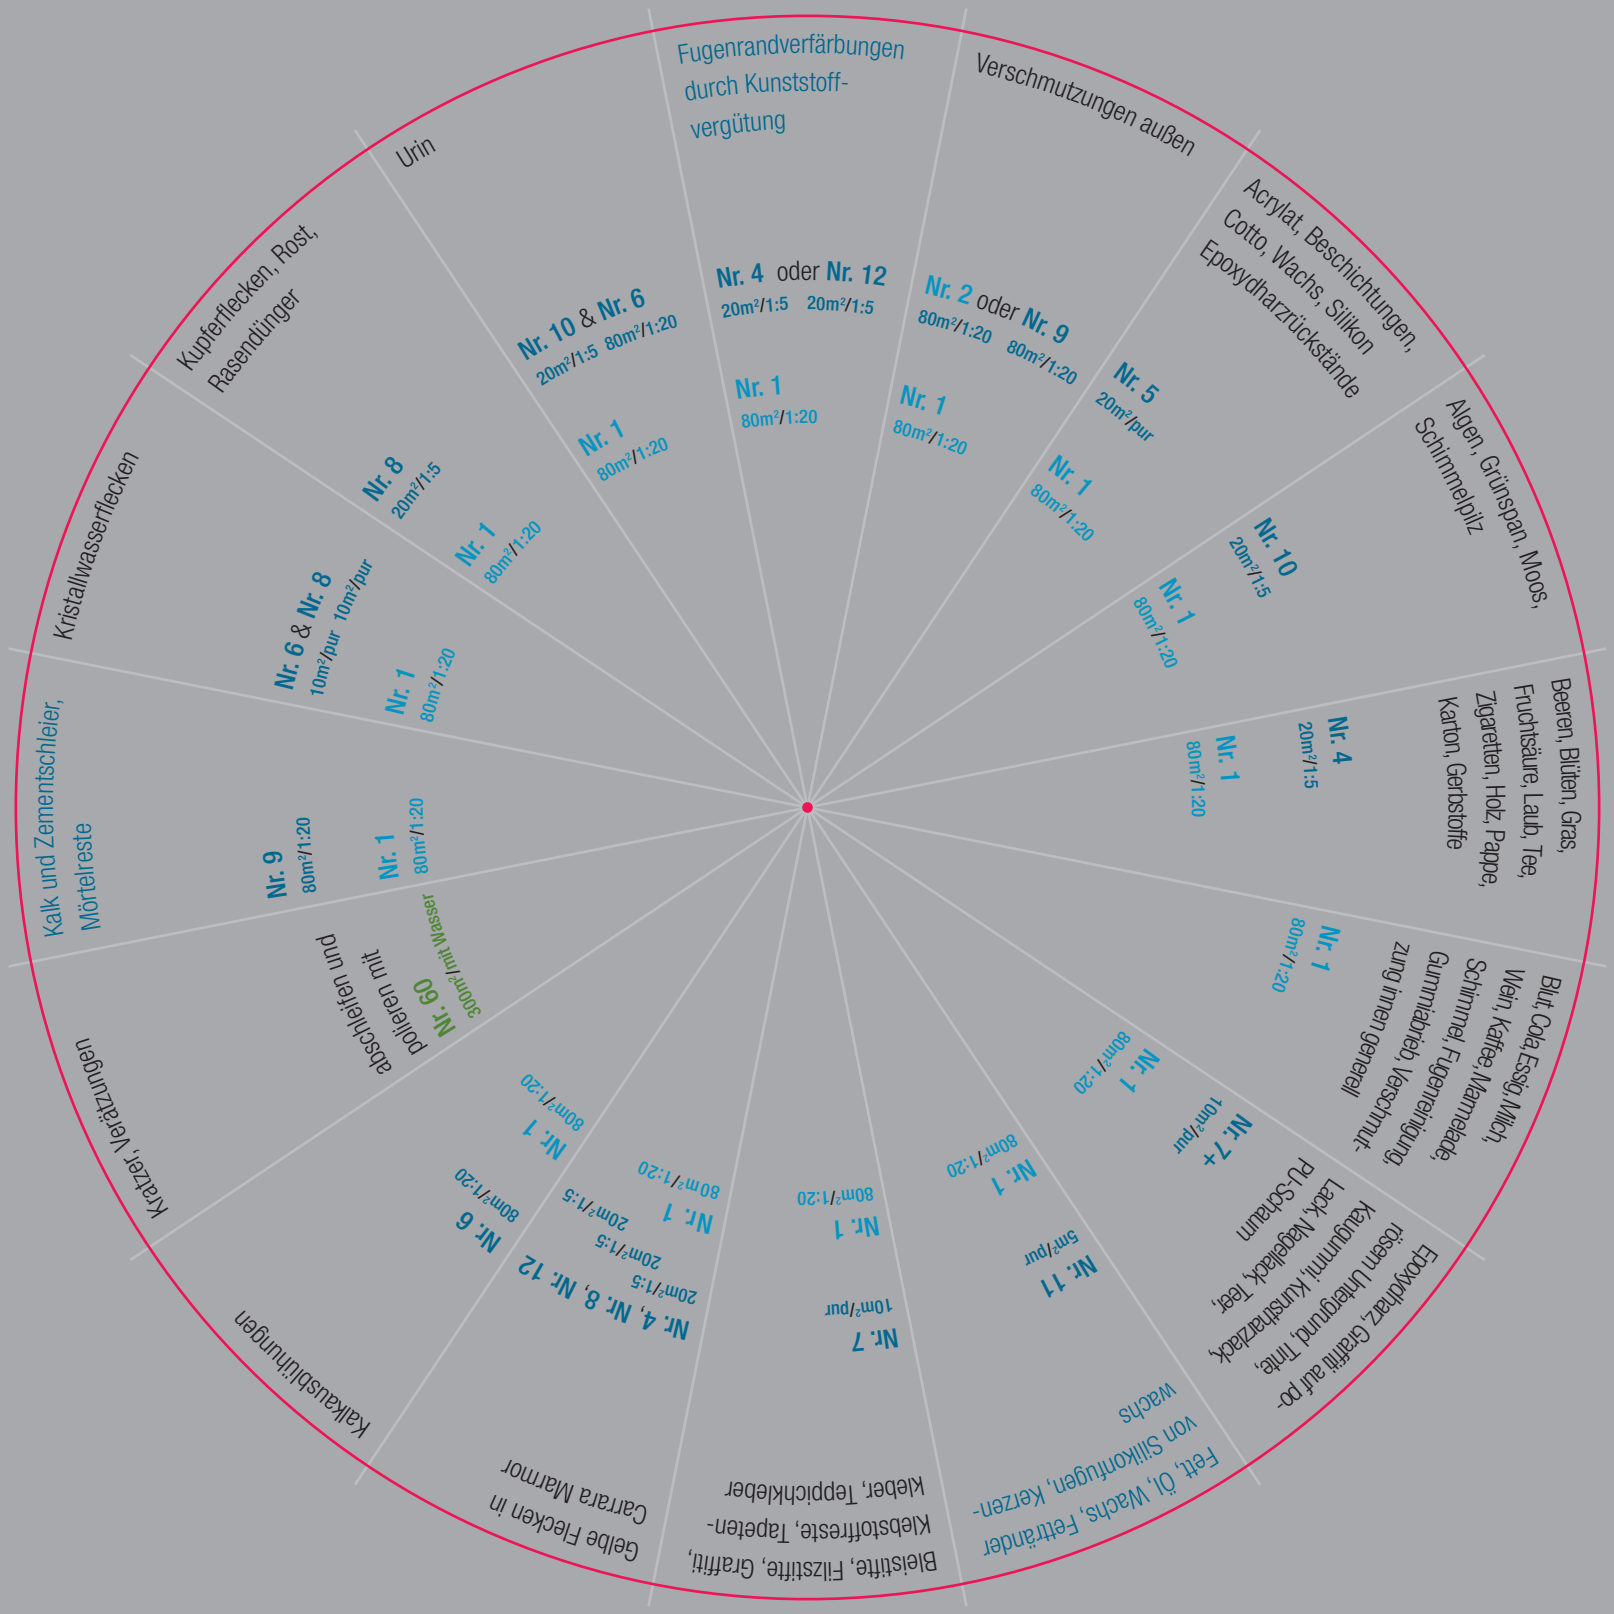 Fugenrandverfärbungen
durch Kunststoff-
vergütung
Nr. 4 oder Nr. 12
20m²/1:5 20m²/1:5
Nr. 1
80m²/1:20
Verschmutzungen außen
Nr. 2 oder Nr. 9
80m²/1:20 80m²/1:20
Nr. 1
80m²/1:20
Acrylat, Beschichtungen,
Cotto, Wachs, Silikon
Epoxydharzrückstände
Nr. 5
20m²/pur
Nr. 1
80m²/1:20
Algen, Grünspan, Moos,
Schimmelpilz
Nr. 10
20m²/1:5
Nr. 1
80m²/1:20
Beeren, Blüten, Gras,
Fruchtsäure, Laub, Tee,
Zigaretten, Holz, Pappe,
Karton, Gerbstoffe
Nr. 4
20m²/1:5
Nr. 1
80m²/1:20
Blut, Cola, Essig, Milch,
Wein, Kaffee, Marmelade,
Schimmel, Fugenreinigung,
Gummiabrieb, Verschmut-
zung innen generell
Nr. 1
80m²/1:20
Epoxydharz, Graffiti auf po-
rösem Untergrund, Tinte,
Kaugummi, Kunstharzlack,
Lack, Nagellack, Teer,
PU-Schaum
Nr. 7+
10m²/pur
Nr. 1
80m²/1:20
Fett, Öl, Wachs, Fettränder
von Silikonfugen, Kerzen-
wachs
Nr. 11
5m²/pur
Nr. 1
80m²/1:20
Bleistifte, Filzstifte, Graffiti,
Klebstoffreste, Tapeten-
kleber, Teppichkleber
Nr. 7
10m²/pur
Nr. 1
80m²/1:20
Gelbe Flecken in
Carrara Marmor
Nr. 4, Nr. 8, Nr. 12
20m²/1:5 20m²/1:5 20m²/1:5
Nr. 1
80m²/1:20
Kalkausblühungen
Nr. 6
80m²/1:20
Nr. 1
80m²/1:20
Kratzer, Verätzungen
abschleifen und
polieren mit
Nr. 60
300m²/mit Wasser
Kalk und Zementschleier,
Mörtelreste
Nr. 9
80m²/1:20
Nr. 1
80m²/1:20
Kristallwasserflecken
Nr. 6 & Nr. 8
10m²/pur 10m²/pur
Nr. 1
80m²/1:20
Kupferflecken, Rost,
Rasendünger
Nr. 8
20m²/1:5
Nr. 1
80m²/1:20
Urin
Nr. 10 & Nr. 6
20m²/1:5 80m²/1:20
Nr. 1
80m²/1:20